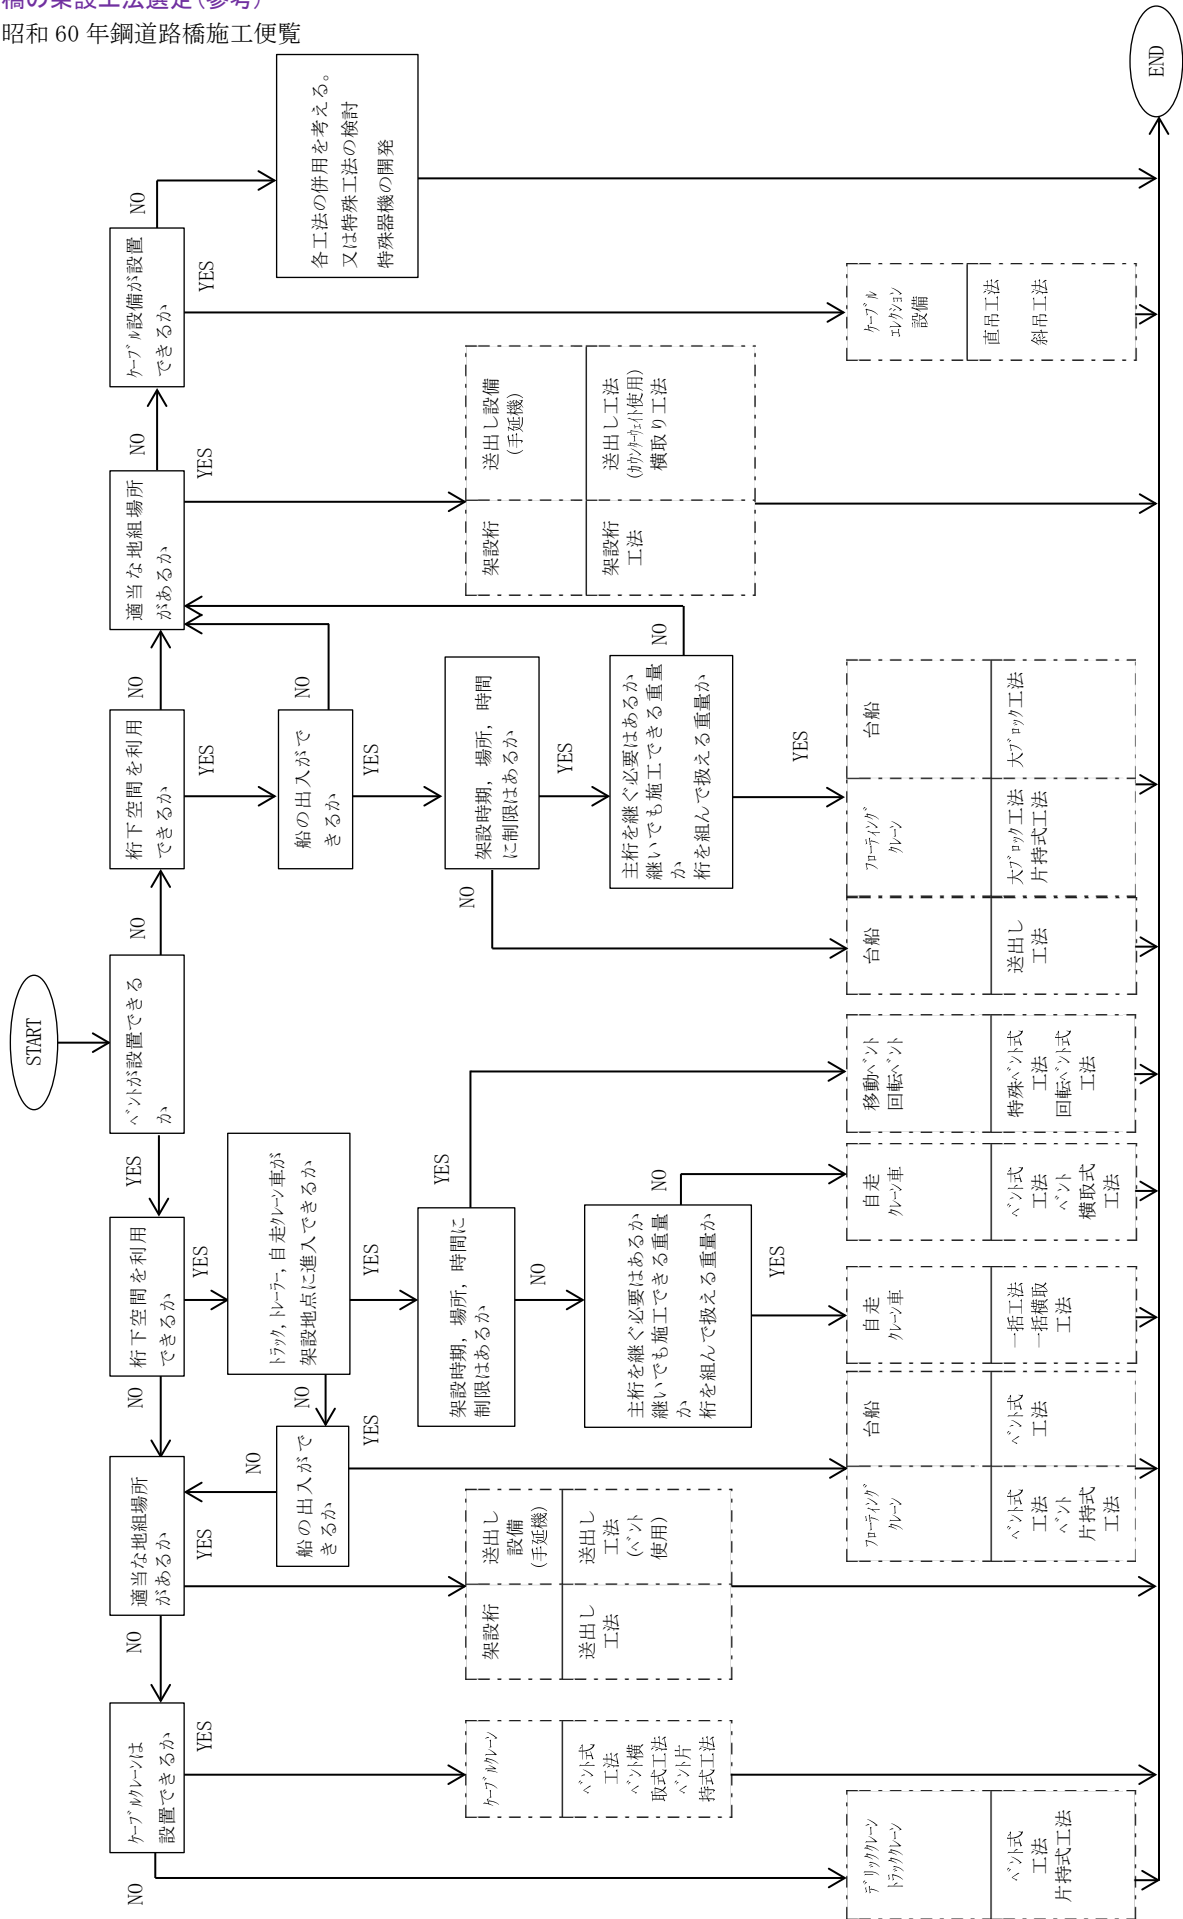 橋の架設工法選定(参考)
昭和 60 年鋼道路橋施工便覧
START
ﾍﾞﾝﾄが設置できる
か
YES
NO
桁下空間を利用
できるか
YES
NO
トラック，トレーラー，自走クレーン車が
架設地点に進入できるか
YES
NO
架設時期，場所，時間に
制限はあるか
YES
NO
主桁を継ぐ必要はあるか
継いでも施工できる重量
か
桁を組んで扱える重量か
YES
NO
船の出入がで
きるか
YES
NO
適当な地組場所
があるか
YES
NO
ｹｰﾌﾞﾙｸﾚｰﾝは
設置できるか
YES
NO
デリッククレーン
トラッククレーン
ﾍﾞﾝﾄ式
工法
片持式工法
ｹｰﾌﾞﾙｸﾚｰﾝ
ﾍﾞﾝﾄ式
工法
ﾍﾞﾝﾄ横
取式工法
ﾍﾞﾝﾄ片
持式工法
架設桁
送出し
工法
送出し
設備
(手延機)
送出し
工法
(ﾍﾞﾝﾄ
使用)
ﾌﾛｰﾃｨﾝｸﾞ
ｸﾚｰﾝ
ﾍﾞﾝﾄ式
工法
ﾍﾞﾝﾄ
片持式
工法
台船
ﾍﾞﾝﾄ式
工法
自走
ｸﾚｰﾝ車
一括工法
一括横取
工法
自走
ｸﾚｰﾝ車
ﾍﾞﾝﾄ式
工法
ﾍﾞﾝﾄ
横取式
工法
移動ﾍﾞﾝﾄ
回転ﾍﾞﾝﾄ
特殊ﾍﾞﾝﾄ式
工法
回転ﾍﾞﾝﾄ式
工法
桁下空間を利用
できるか
YES
NO
船の出入がで
きるか
YES
NO
架設時期，場所，時間
に制限はあるか
YES
NO
主桁を継ぐ必要はあるか
継いでも施工できる重量
か
桁を組んで扱える重量か
YES
NO
台船
送出し
工法
ﾌﾛｰﾃｨﾝｸﾞ
ｸﾚｰﾝ
大ﾌﾞﾛｯｸ工法
片持式工法
台船
大ﾌﾞﾛｯｸ工法
適当な地組場所
があるか
YES
NO
架設桁
架設桁
工法
送出し設備
(手延機)
送出し工法
(ｶｳﾝﾀｰｳｪｲﾄ使用)
横取り工法
ｹｰﾌﾞﾙ設備が設置
できるか
YES
NO
ｹｰﾌﾞﾙ
ｴﾚｸｼｮﾝ
設備
直吊工法
斜吊工法
各工法の併用を考える。
又は特殊工法の検討
特殊器機の開発
END